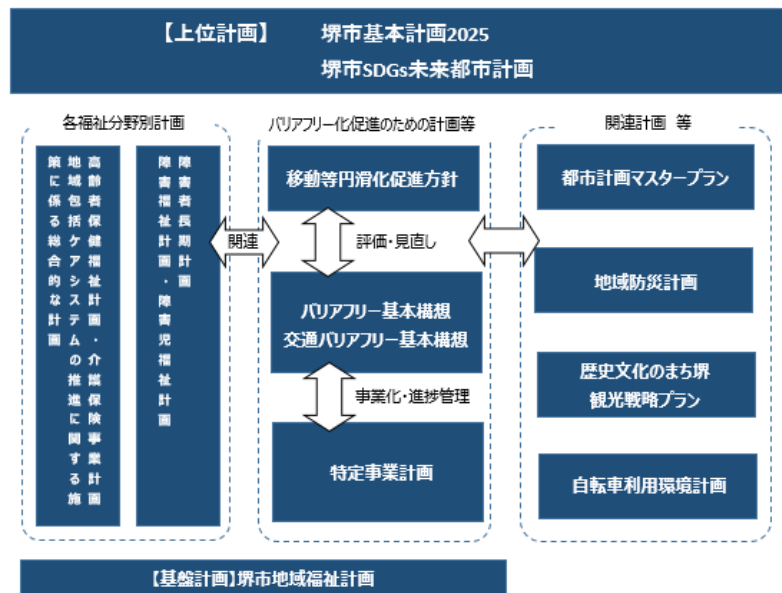 【上位計画】 堺市基本計画2025
堺市SDGs未来都市計画
各福祉分野別計画
高齢者保健福祉計画・介護保険事業計画
地域包括ケアシステムの推進に関する施
策に係る総合的な計画
障害者長期計画
障害福祉計画・障害児福祉計画
関連
バリアフリー化促進のための計画等
移動等円滑化促進方針
評価・見直し
バリアフリー基本構想
交通バリアフリー基本構想
事業化・進捗管理
特定事業計画
関連計画 等
都市計画マスタープラン
地域防災計画
歴史文化のまち堺
観光戦略プラン
自転車利用環境計画
【基盤計画】堺市地域福祉計画